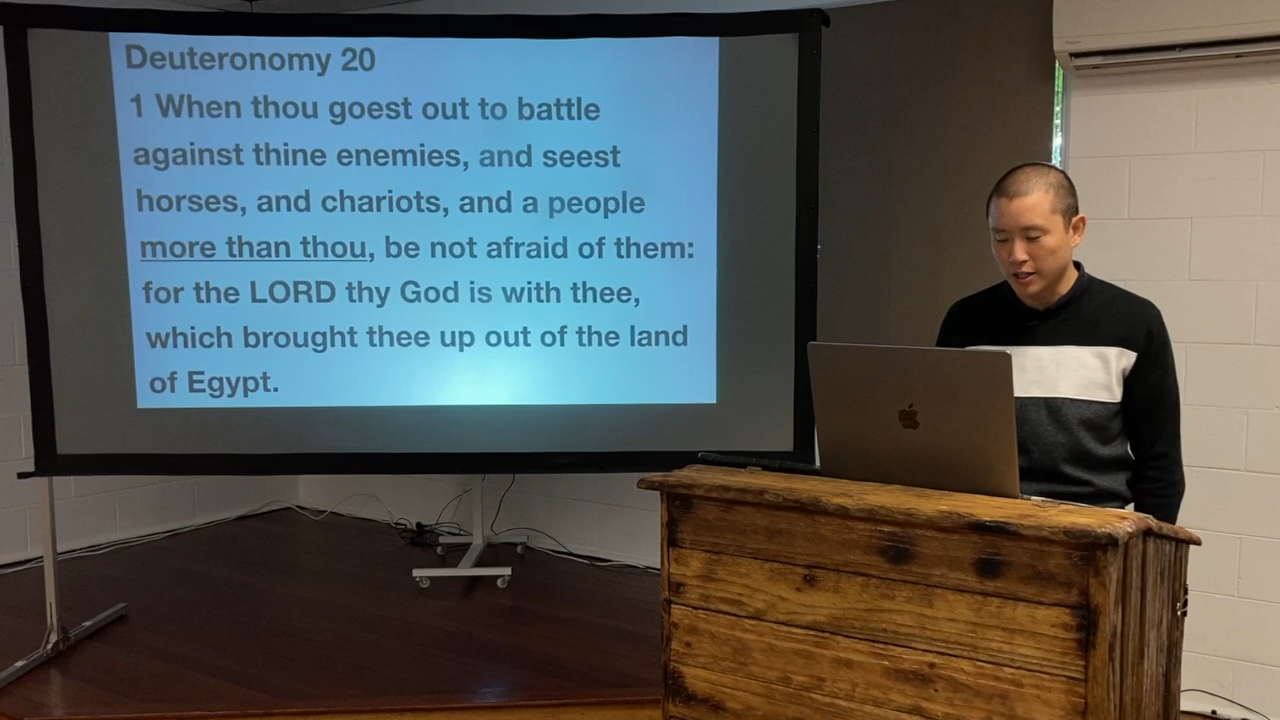 Deuteronomy 20
1 When thou goest out to battle
against thine enemies, and seest
horses, and chariots, and a people
more than thou, be not afraid of them:
for the LORD thy God is with thee,
which brought thee up out of the land
of Egypt.